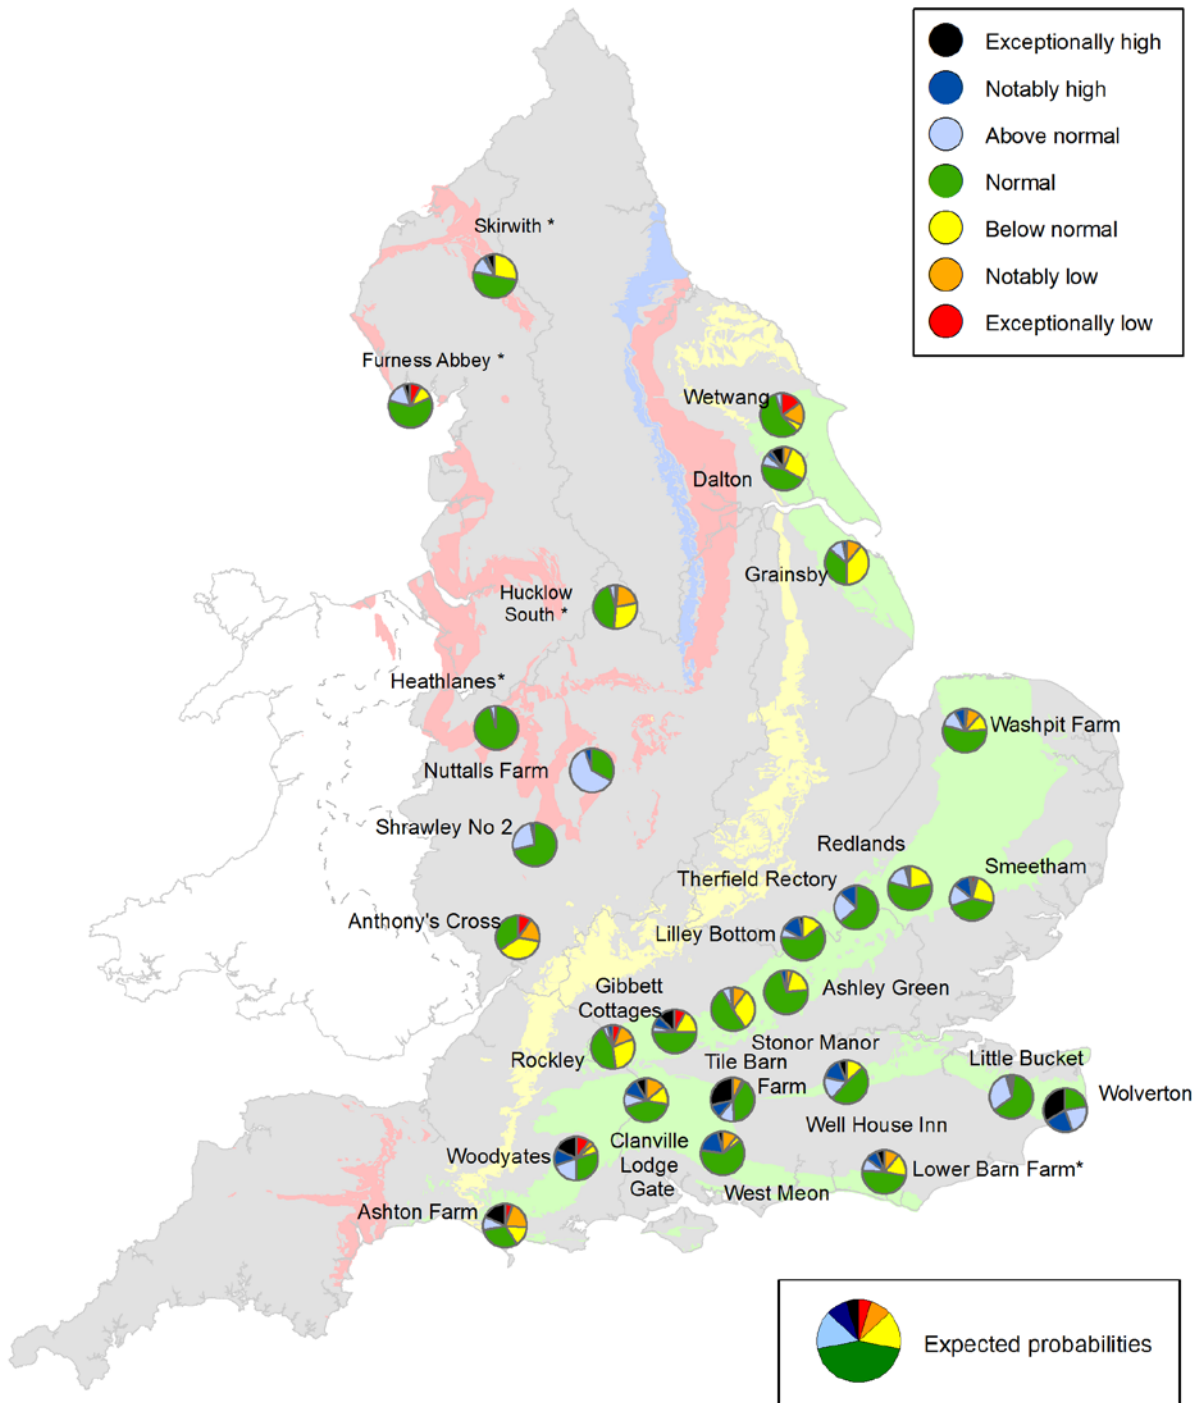 Exceptionally high
Notably high
Above normal
Normal
Below normal
Notably low
Exceptionally low
Skirwith *
Furness Abbey *
Wetwang
Dalton
Grainsby
Hucklow
South *
Heathlanes*
Nuttalls Farm
Washpit Farm
Shrawley No 2
Redlands
Smeetham
Therfield Rectory
Anthony's Cross
Lilley Bottom
Gibbett
Cottages
Ashley Green
Rockley
Stonor Manor
Tile Barn
Farm
Little Bucket
Wolverton
Well House Inn
Clanville
Lodge
Gate
Woodyates
West Meon
Lower Barn Farm*
Ashton Farm
Expected probabilities